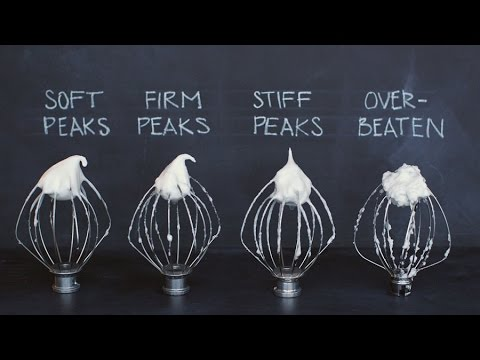 SOFT
PEAKS
FIRM
PEAKS
STIFF
PEAKS
OVER-
BEATEN